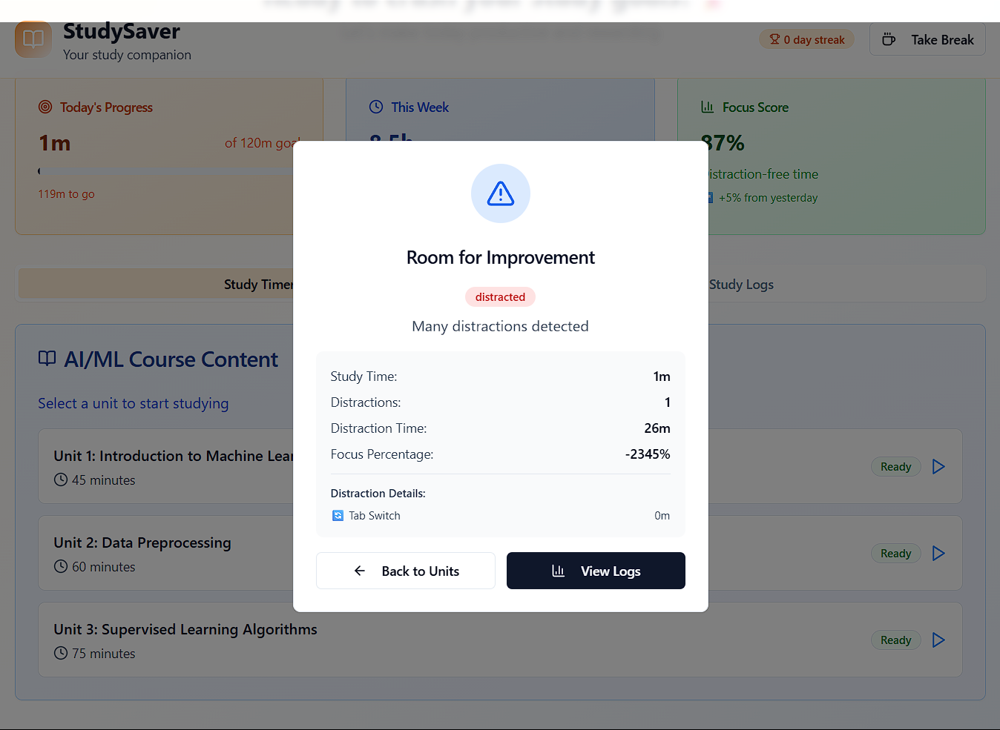 StudySaver
Your study companion
0 day streak
Take Break
Today's Progress
1m
of 120m goal
119m to go
This Week
8.5h
Focus Score
87%
Distraction-free time
+5% from yesterday
Study Timer
Study Logs
AI/ML Course Content
Select a unit to start studying
Unit 1: Introduction to Machine Lear
45 minutes
Ready
Unit 2: Data Preprocessing
60 minutes
Ready
Unit 3: Supervised Learning Algorithms
75 minutes
Ready
Room for Improvement
distracted
Many distractions detected
Study Time: 1m
Distractions: 1
Distraction Time: 26m
Focus Percentage: -2345%
Distraction Details:
Tab Switch 0m
Back to Units
View Logs